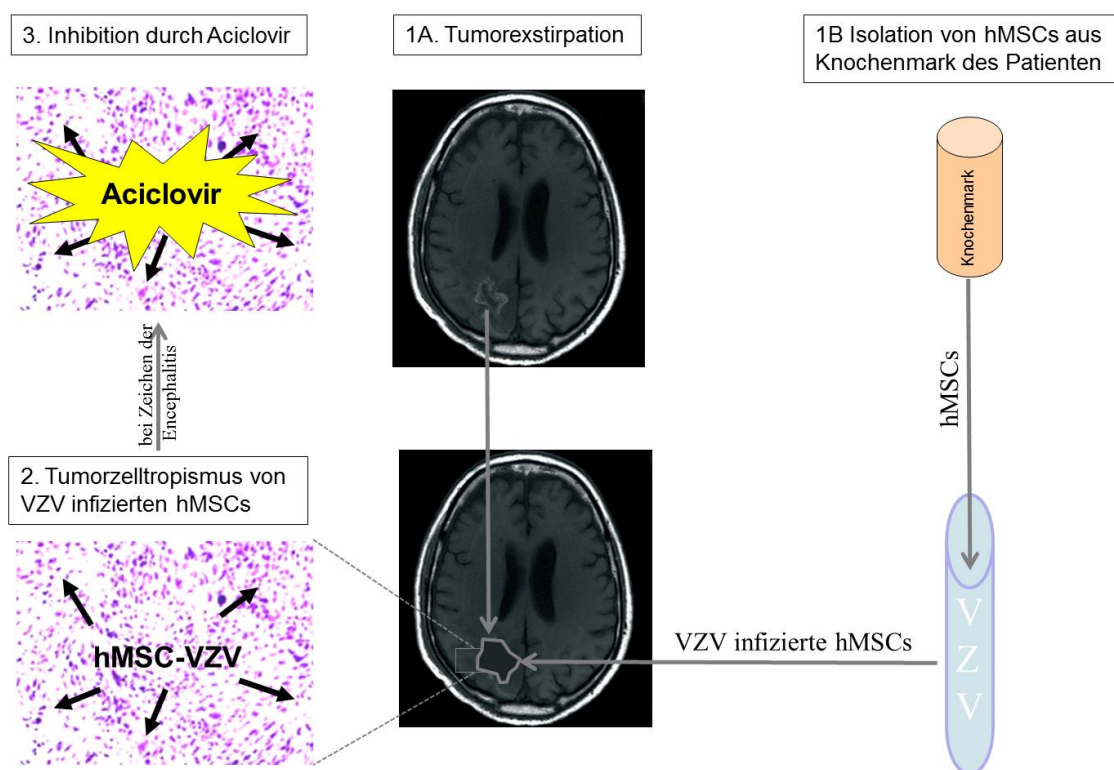 3. Inhibition durch Aciclovir
1A. Tumorexstirpation
1B Isolation von hMSCs aus
Knochenmark des Patienten
Aciclovir
Knochenmark
bei Zeichen der
Encephalitis
hMSCs
2. Tumorzelltropismus von
VZV infizierten hMSCs
hMSC-VZV
VZV infizierte hMSCs
V
Z
V